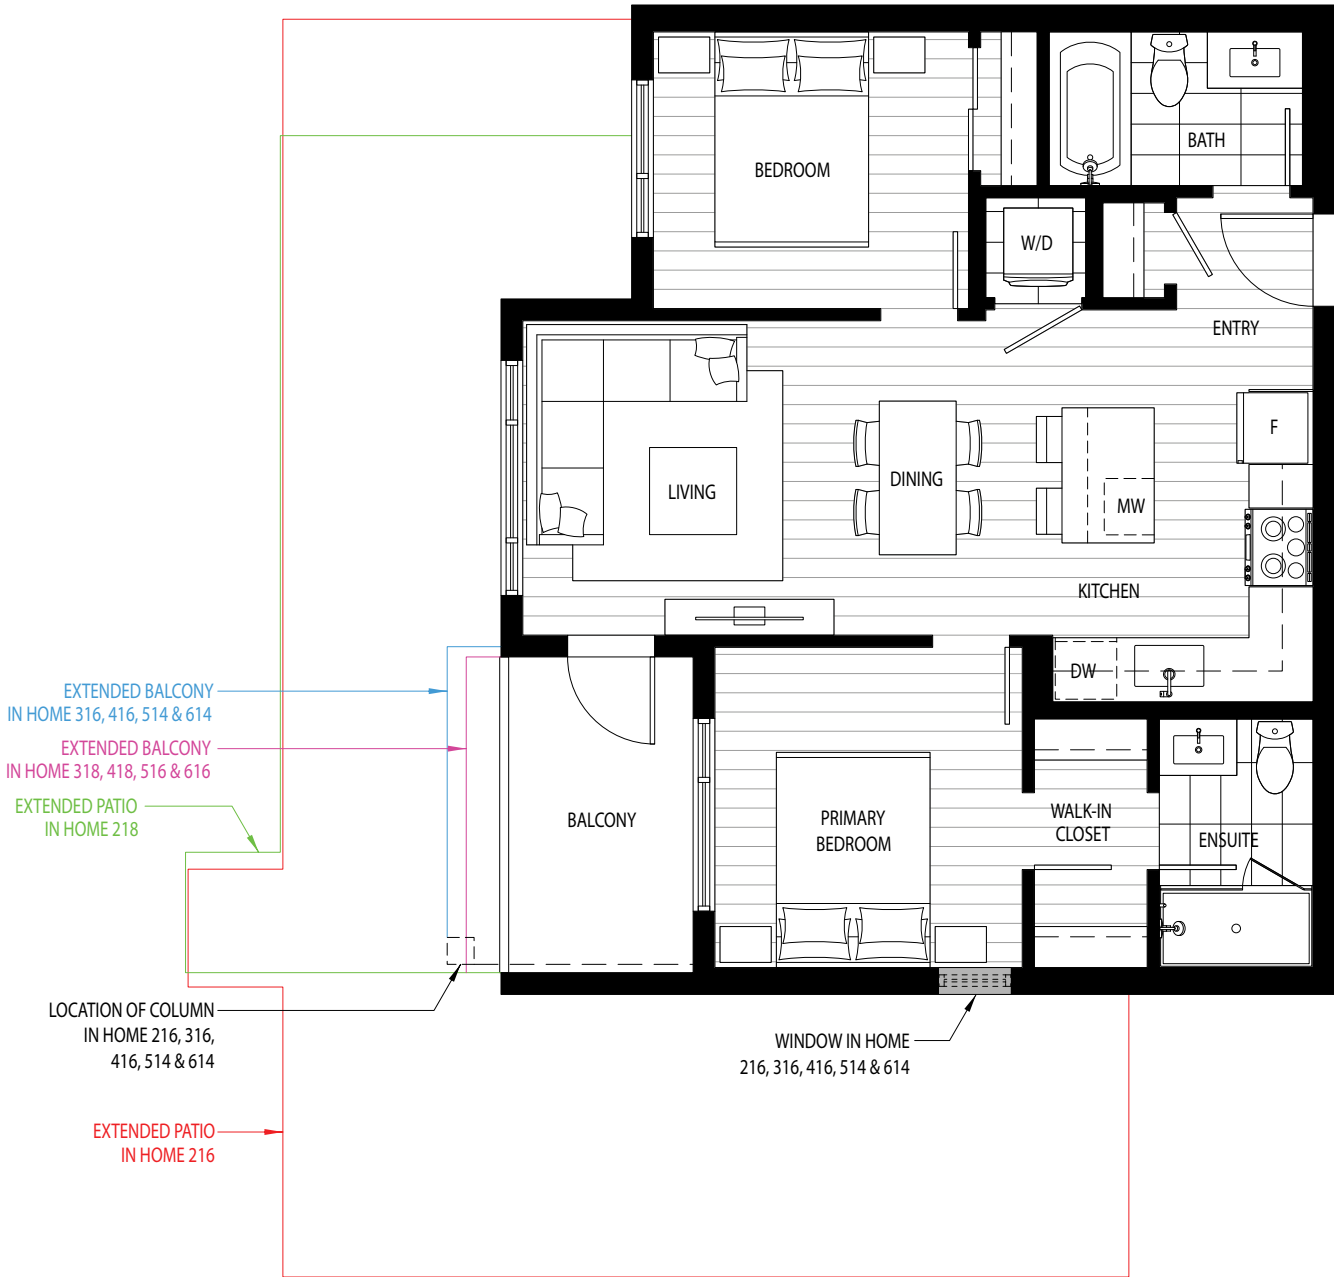 BATH
BEDROOM
W/D
ENTRY
F
DINING
LIVING
MW
KITCHEN
DW
EXTENDED BALCONY
IN HOME 316, 416, 514 & 614
EXTENDED BALCONY
IN HOME 318, 418, 516 & 616
EXTENDED PATIO
IN HOME 218
BALCONY
PRIMARY
BEDROOM
WALK-IN
CLOSET
ENSUITE
LOCATION OF COLUMN
IN HOME 216, 316,
416, 514 & 614
WINDOW IN HOME
216, 316, 416, 514 & 614
EXTENDED PATIO
IN HOME 216